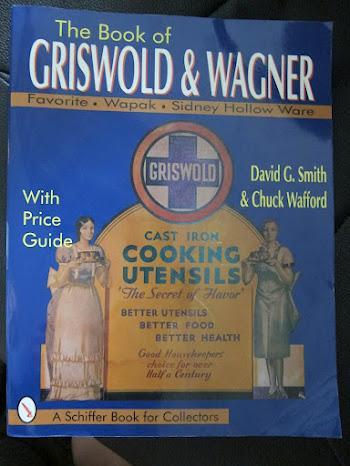 The Book of
GRISWOLD & WAGNER
Favorite • Wapak • Sidney Hollow Ware
GRISWOLD
David G. Smith
& Chuck Wafford
With
Price
Guide
CAST IRON
COOKING
UTENSILS
"The Secret of Flavor"
BETTER UTENSILS
BETTER FOOD
BETTER HEALTH
Good Housekeepers'
choice for over
Half a Century
A Schiffer Book for Collectors